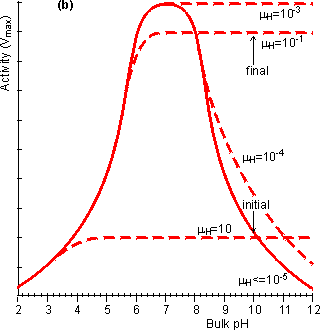 (b)
Activity (Vmax)
μH=10-3
μH=10-1
final
μH=10-4
initial
μH=10
μH<=10-5
2 3 4 5 6 7 8 9 10 11 12
Bulk pH